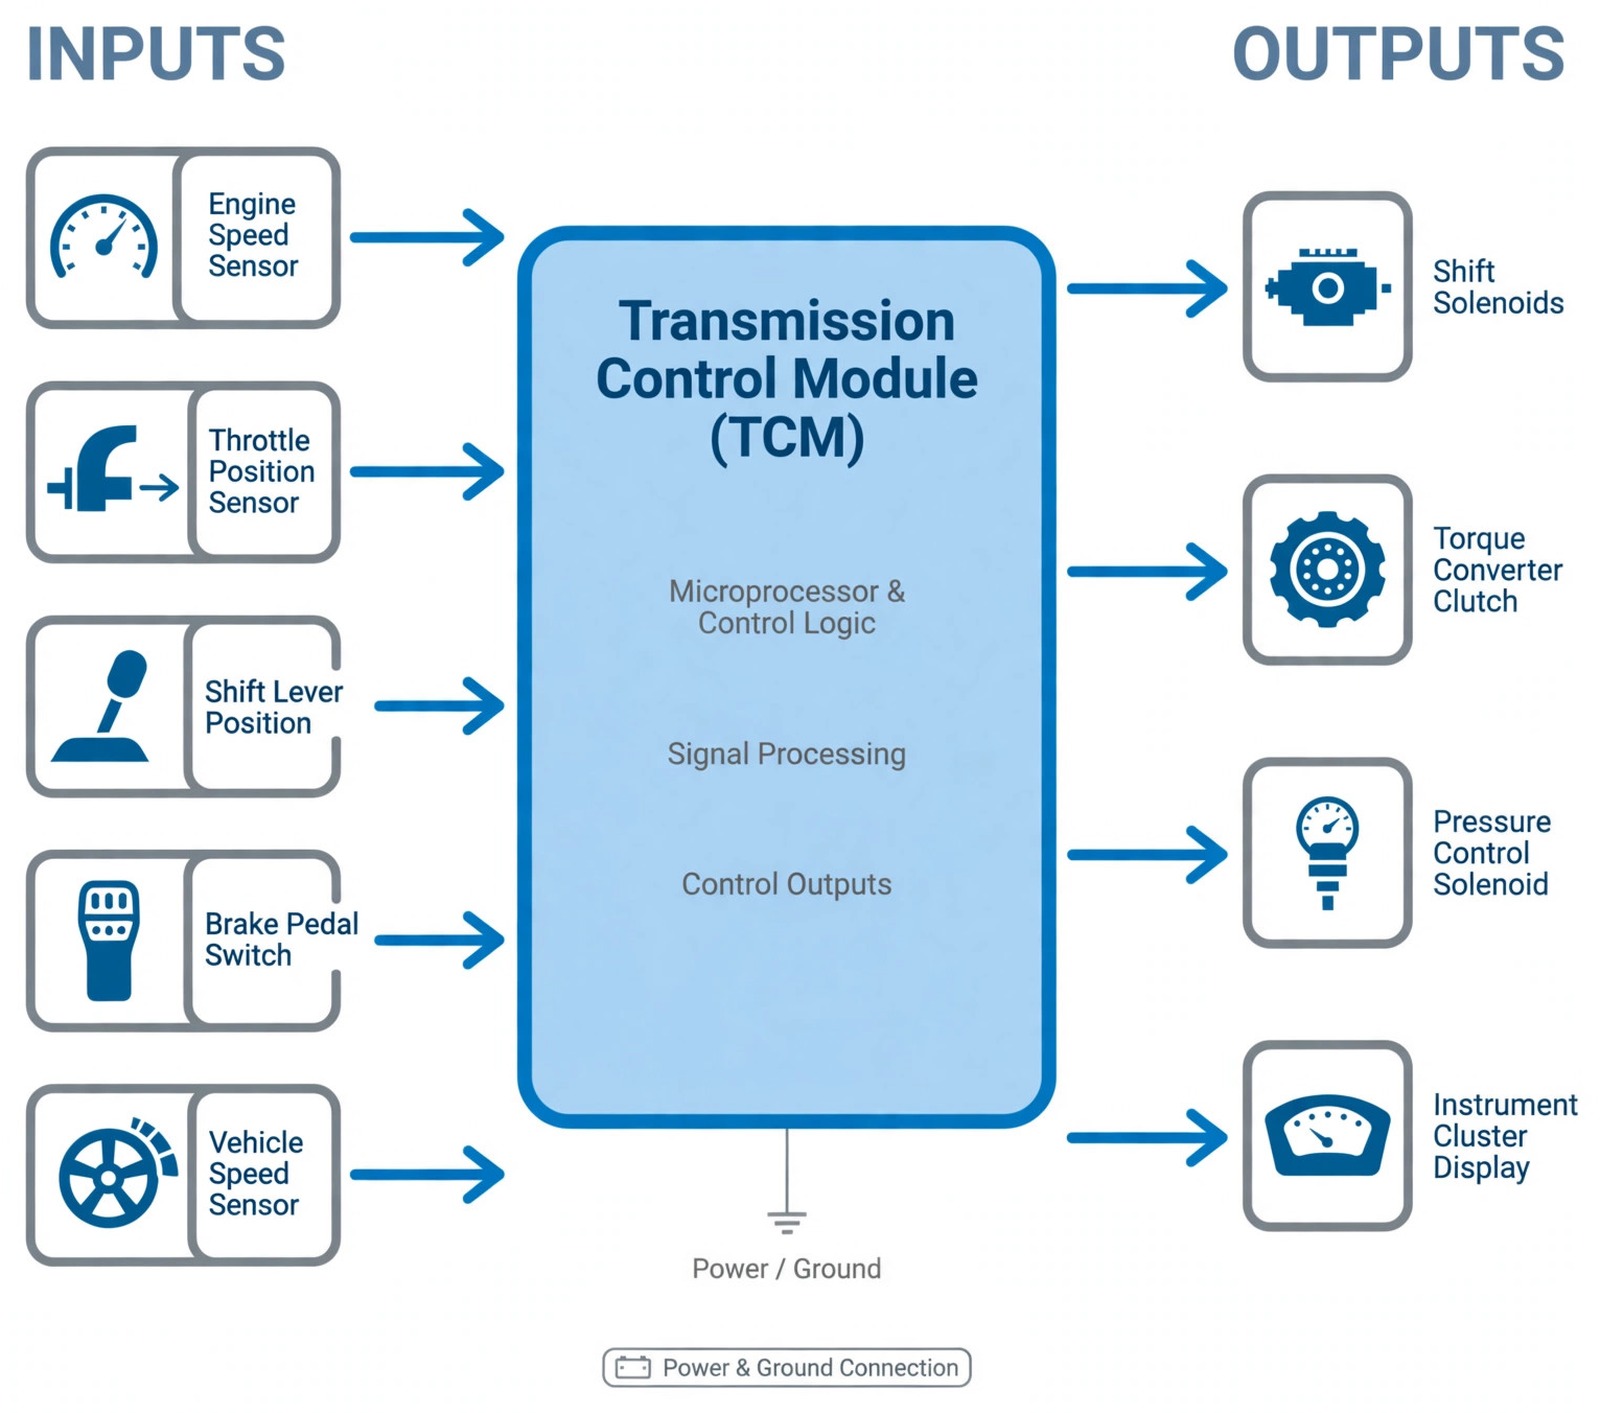 INPUTS
OUTPUTS
Engine
Speed
Sensor
Throttle
Position
Sensor
Shift Lever
Position
Brake Pedal
Switch
Vehicle
Speed
Sensor
Transmission
Control Module
(TCM)
Microprocessor &
Control Logic
Signal Processing
Control Outputs
Power / Ground
Power & Ground Connection
Shift
Solenoids
Torque
Converter
Clutch
Pressure
Control
Solenoid
Instrument
Cluster
Display